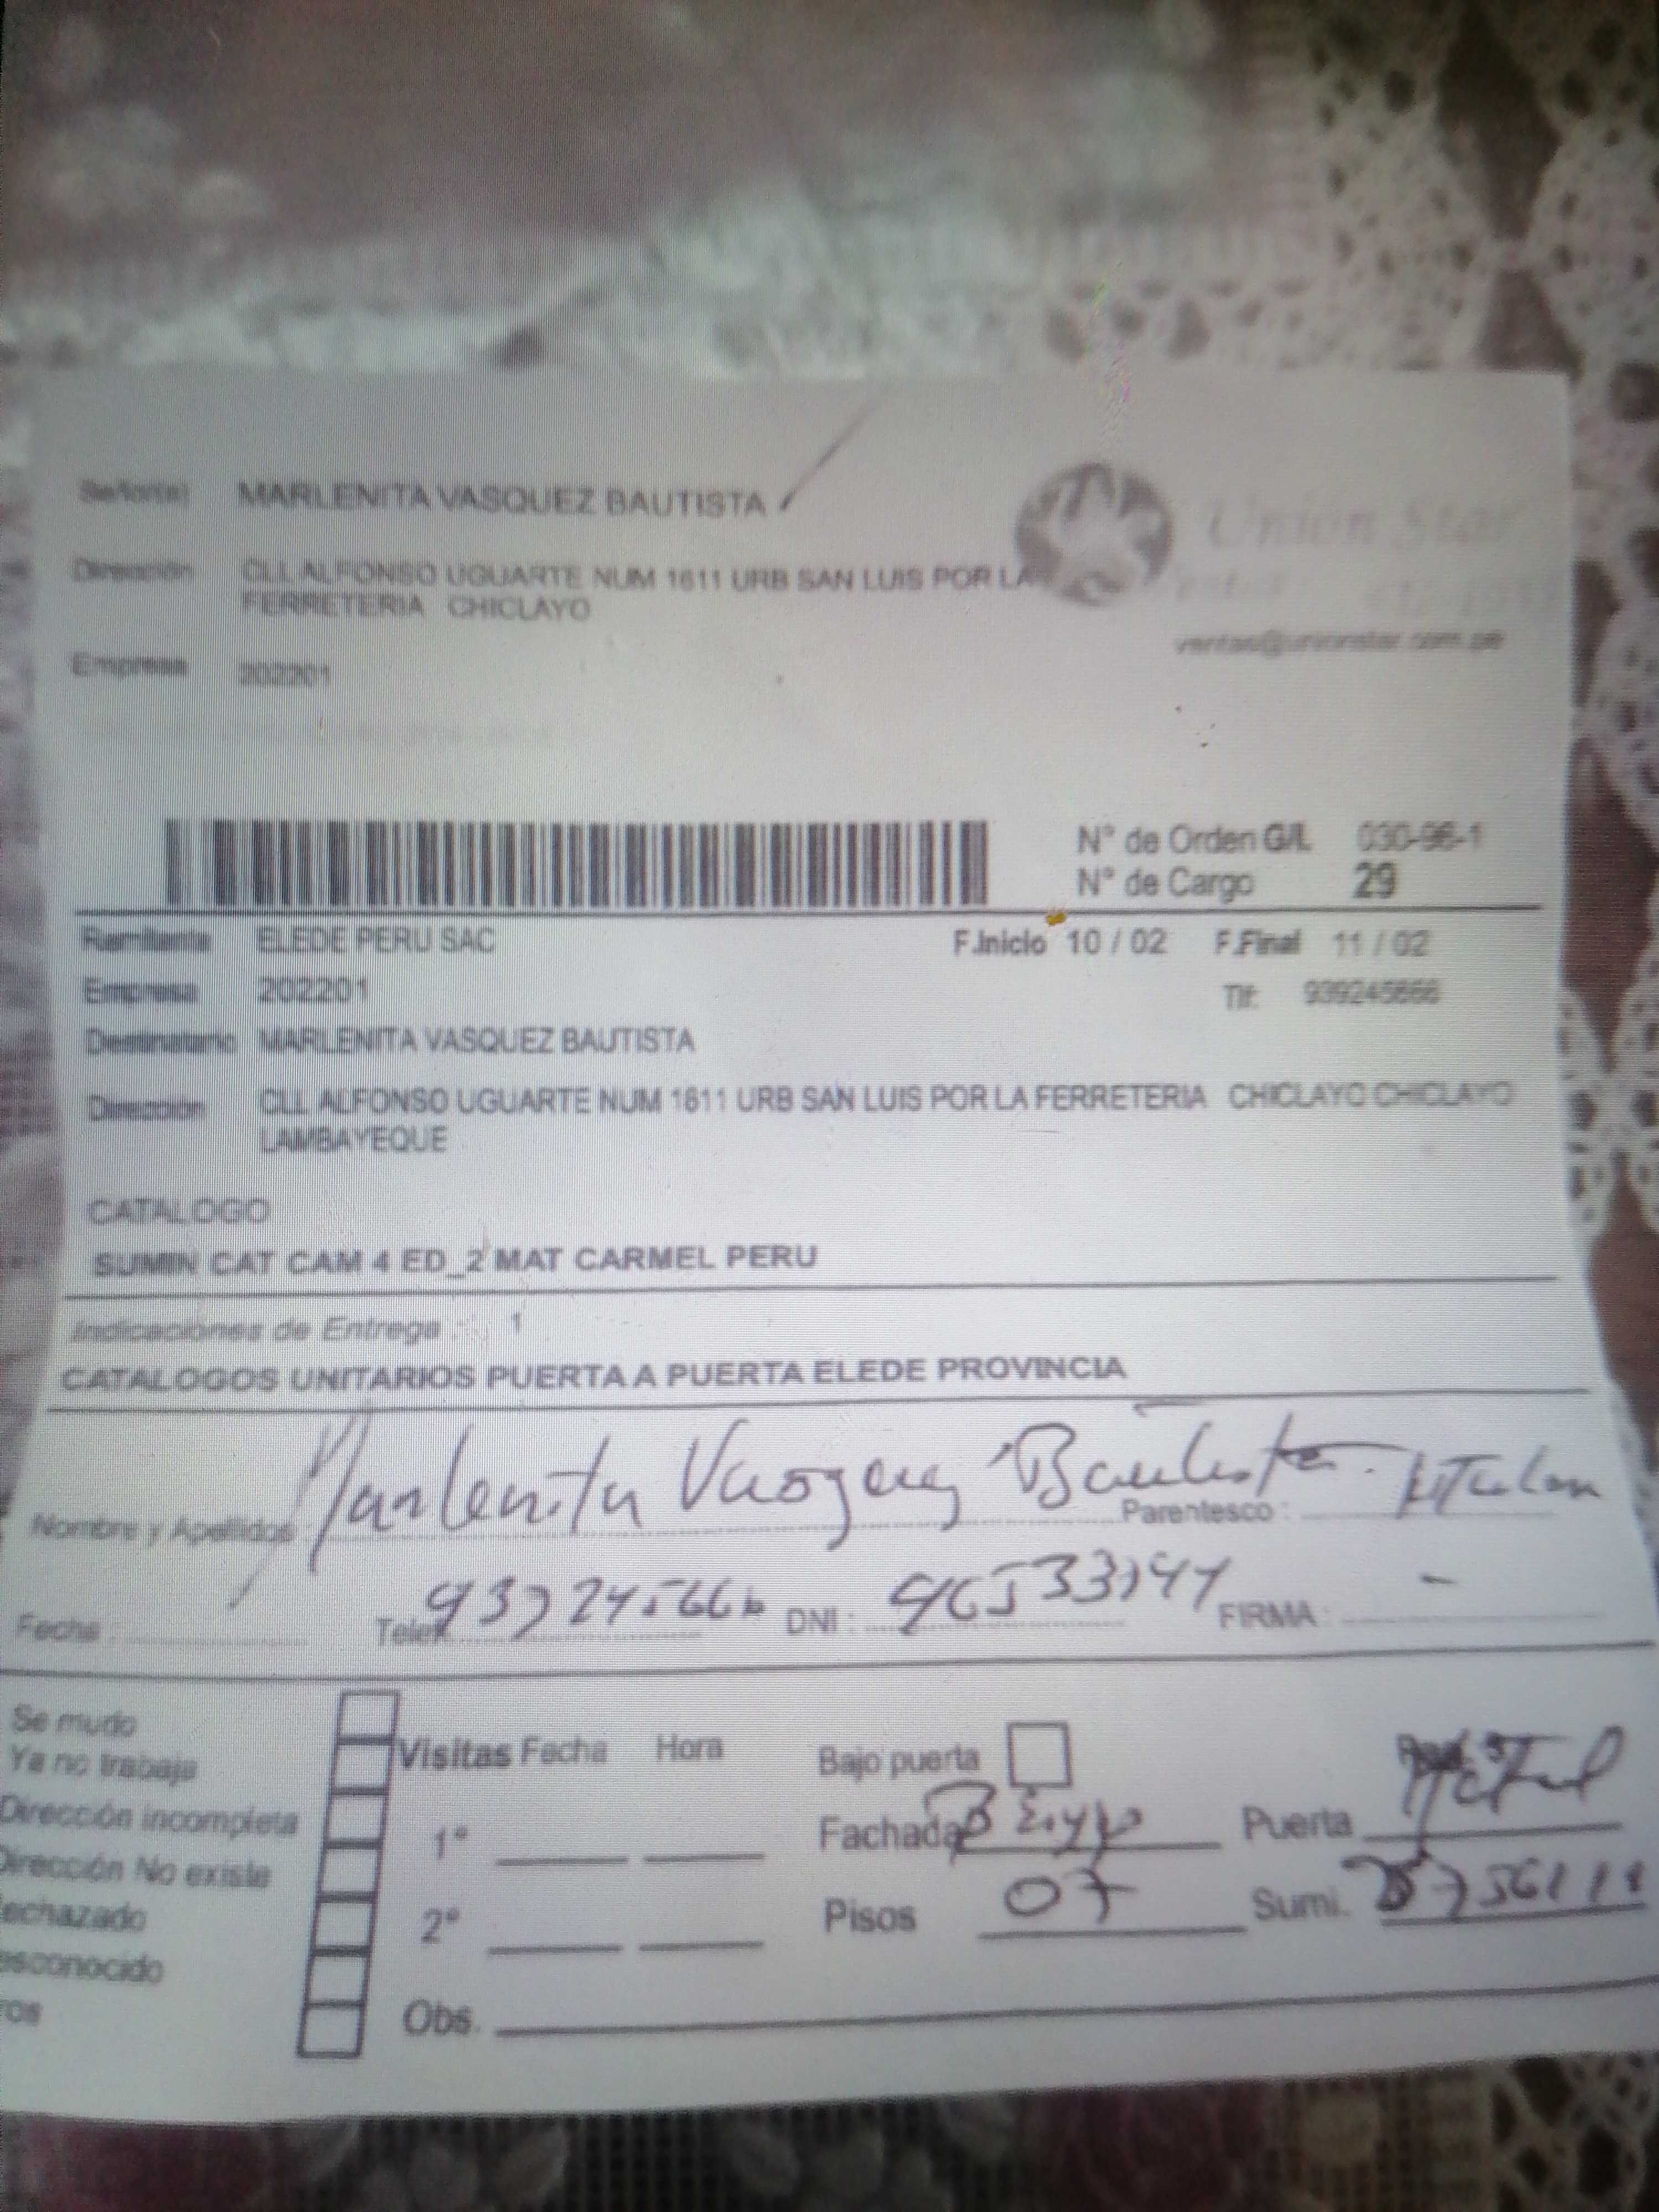 Señor(a) MARLENITA VASQUEZ BAUTISTA
Union Star
Dirección CLL ALFONSO UGUARTE NUM 1611 URB SAN LUIS POR LA
FERRETERIA CHICLAYO
ventas@unionstar.com.pe
Empresa 202201
N° de Orden G/L 030-96-1
N° de Cargo 29
Remitente ELEDE PERU SAC F.Inicio 10 / 02 F.Final 11 / 02
Empresa 202201 Tlf: 939245666
Destinatario MARLENITA VASQUEZ BAUTISTA
Dirección CLL ALFONSO UGUARTE NUM 1611 URB SAN LUIS POR LA FERRETERIA CHICLAYO CHICLAYO
LAMBAYEQUE
CATALOGO
SUMIN CAT CAM 4 ED_2 MAT CARMEL PERU
Indicaciones de Entrega : 1
CATALOGOS UNITARIOS PUERTA A PUERTA ELEDE PROVINCIA
Nombre y Apellidos Marlenita Vasquez Bautista Parentesco :
Fecha : DNI : FIRMA :
Se mudo
Ya no trabaja Visitas Fecha Hora Bajo puerta
Dirección incompleta 1° Fachada Puerta
Dirección No existe
echazado 2° Pisos 07 Sumi.
esconocido
ros Obs.